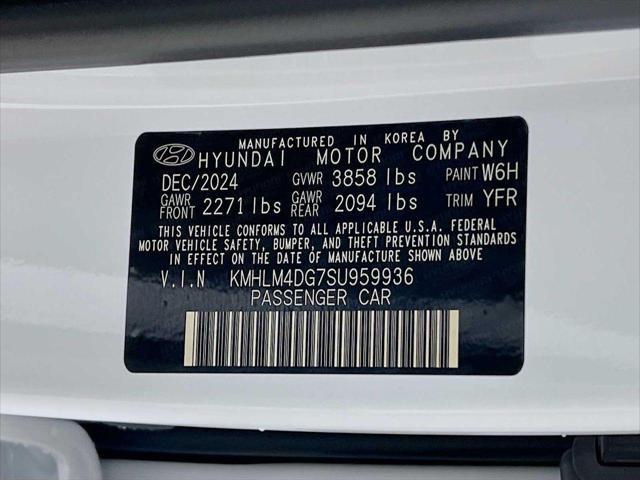 MANUFACTURED IN KOREA BY
HYUNDAI MOTOR COMPANY
DEC/2024 GVWR 3858 lbs PAINT W6H
GAWR FRONT 2271 lbs GAWR REAR 2094 lbs TRIM YFR
THIS VEHICLE CONFORMS TO ALL APPLICABLE U.S.A. FEDERAL
MOTOR VEHICLE SAFETY, BUMPER, AND THEFT PREVENTION STANDARDS
IN EFFECT ON THE DATE OF MANUFACTURE SHOWN ABOVE
V.I.N KMHLM4DG7SU959936
PASSENGER CAR